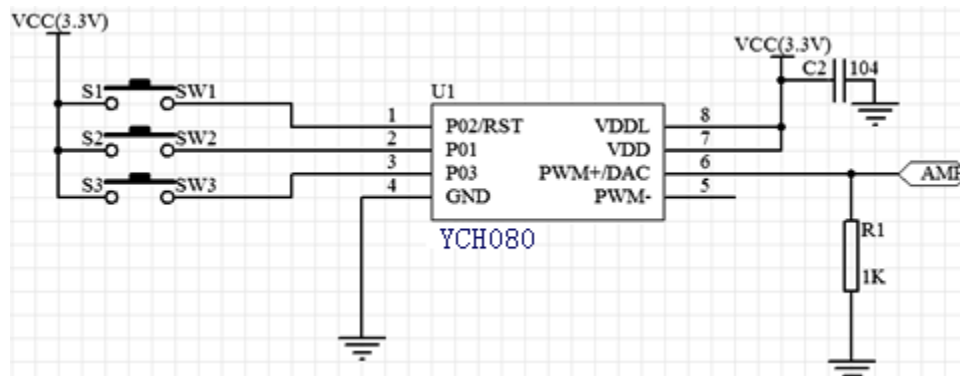 VCC(3.3V)
S1 SW1
S2 SW2
S3 SW3
U1
1 P02/RST
2 P01
3 P03
4 GND
VDDL 8
VDD 7
PWM+/DAC 6
PWM- 5
YCH080
VCC(3.3V)
C2 104
R1
1K